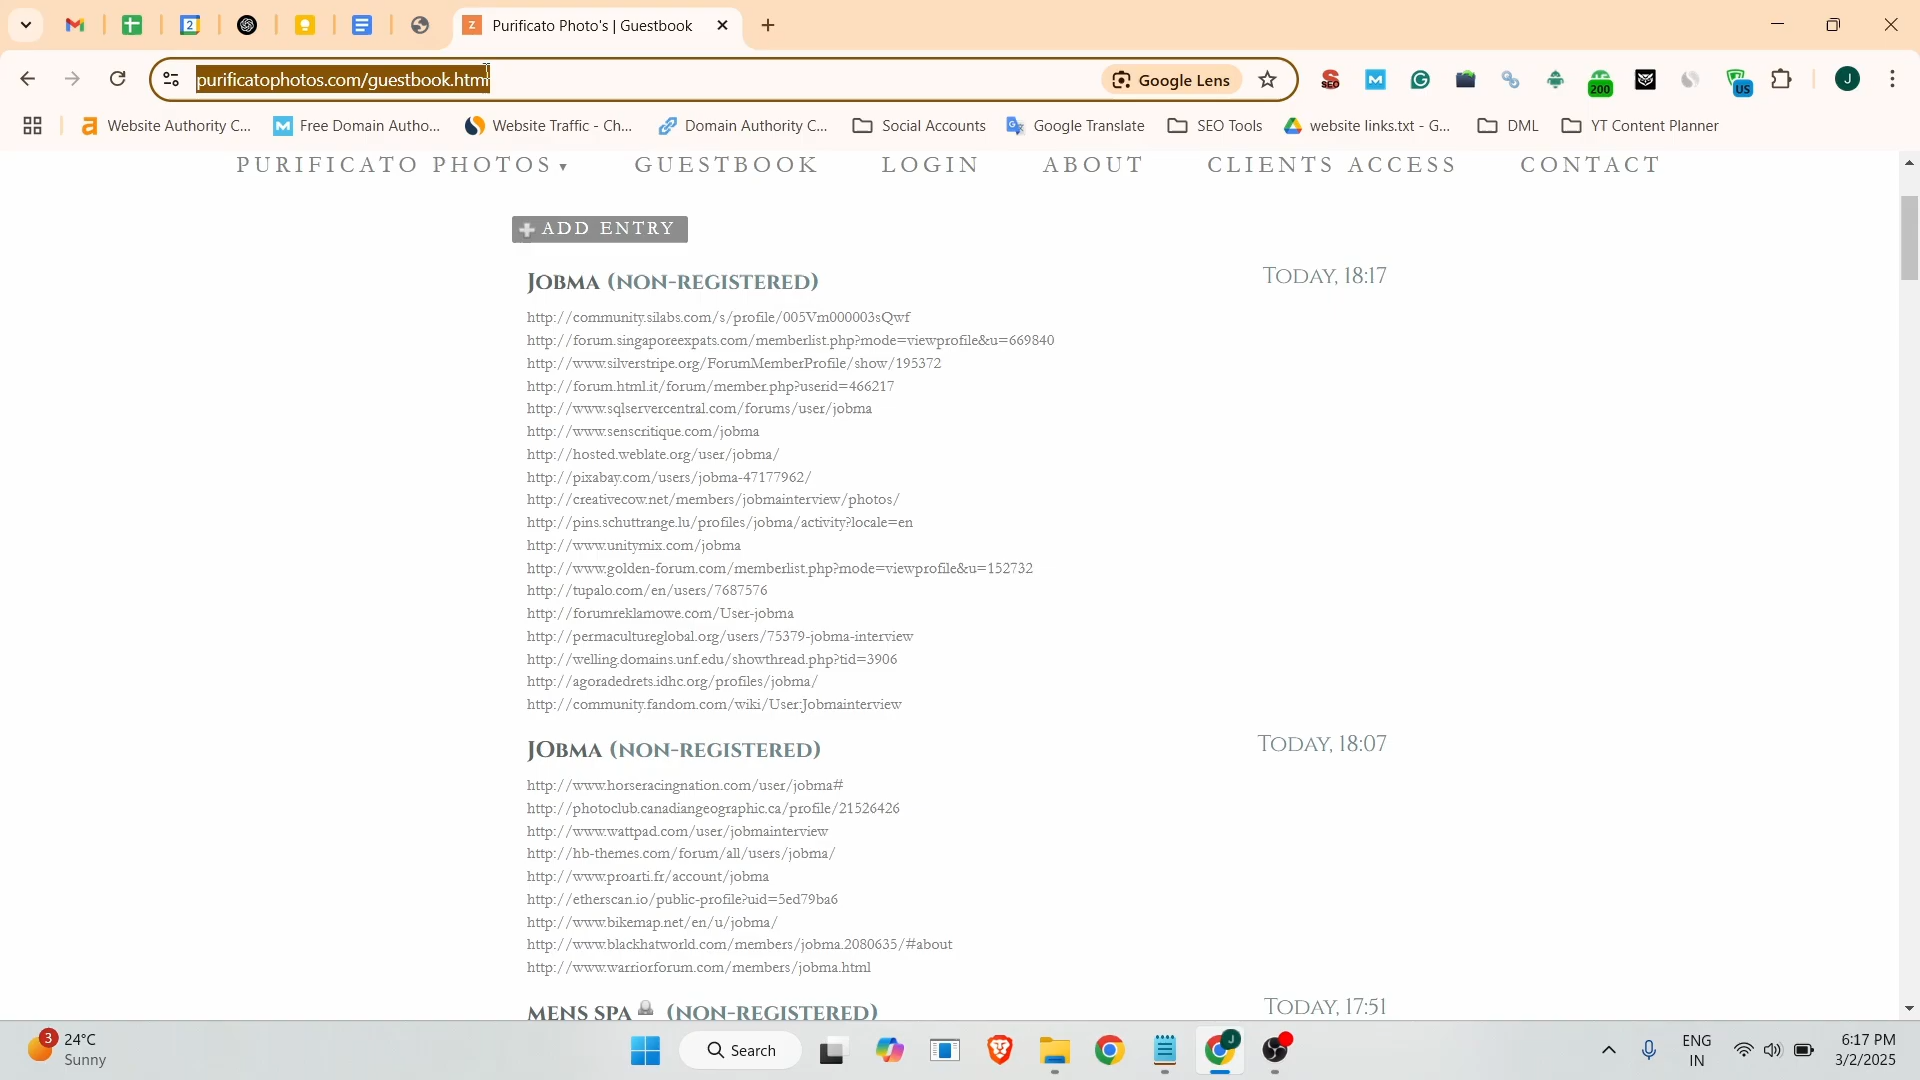 Purificato Photo's | Guestbook
purificatophotos.com/guestbook.html
Google Lens
SEO
200
US
J
Website Authority C...
Free Domain Autho...
Website Traffic - Ch...
Domain Authority C...
Social Accounts
Google Translate
SEO Tools
website links.txt - G...
DML
YT Content Planner
PURIFICATO PHOTOS ▾
GUESTBOOK
LOGIN
ABOUT
CLIENTS ACCESS
CONTACT
ADD ENTRY
Jobma (non-registered)
Today, 18:17
http://community.silabs.com/s/profile/005Vm000003sQwf
http://forum.singaporeexpats.com/memberlist.php?mode=viewprofile&u=669840
http://www.silverstripe.org/ForumMemberProfile/show/195372
http://forum.html.it/forum/member.php?userid=466217
http://www.sqlservercentral.com/forums/user/jobma
http://www.senscritique.com/jobma
http://hosted.weblate.org/user/jobma/
http://pixabay.com/users/jobma-47177962/
http://creativecow.net/members/jobmainterview/photos/
http://pins.schuttrange.lu/profiles/jobma/activity?locale=en
http://www.unitymix.com/jobma
http://www.golden-forum.com/memberlist.php?mode=viewprofile&u=152732
http://tupalo.com/en/users/7687576
http://forumreklamowe.com/User-jobma
http://permacultureglobal.org/users/75379-jobma-interview
http://welling.domains.unf.edu/showthread.php?tid=3906
http://agoradedrets.idhc.org/profiles/jobma/
http://community.fandom.com/wiki/User:Jobmainterview
JObma (non-registered)
Today, 18:07
http://www.horseracingnation.com/user/jobma#
http://photoclub.canadiangeographic.ca/profile/21526426
http://www.wattpad.com/user/jobmainterview
http://hb-themes.com/forum/all/users/jobma/
http://www.proarti.fr/account/jobma
http://etherscan.io/public-profile?uid=5ed79ba6
http://www.bikemap.net/en/u/jobma/
http://www.blackhatworld.com/members/jobma.2080635/#about
http://www.warriorforum.com/members/jobma.html
mens spa (non-registered)
Today, 17:51
3
24°C
Sunny
Search
J
ENG
IN
6:17 PM
3/2/2025